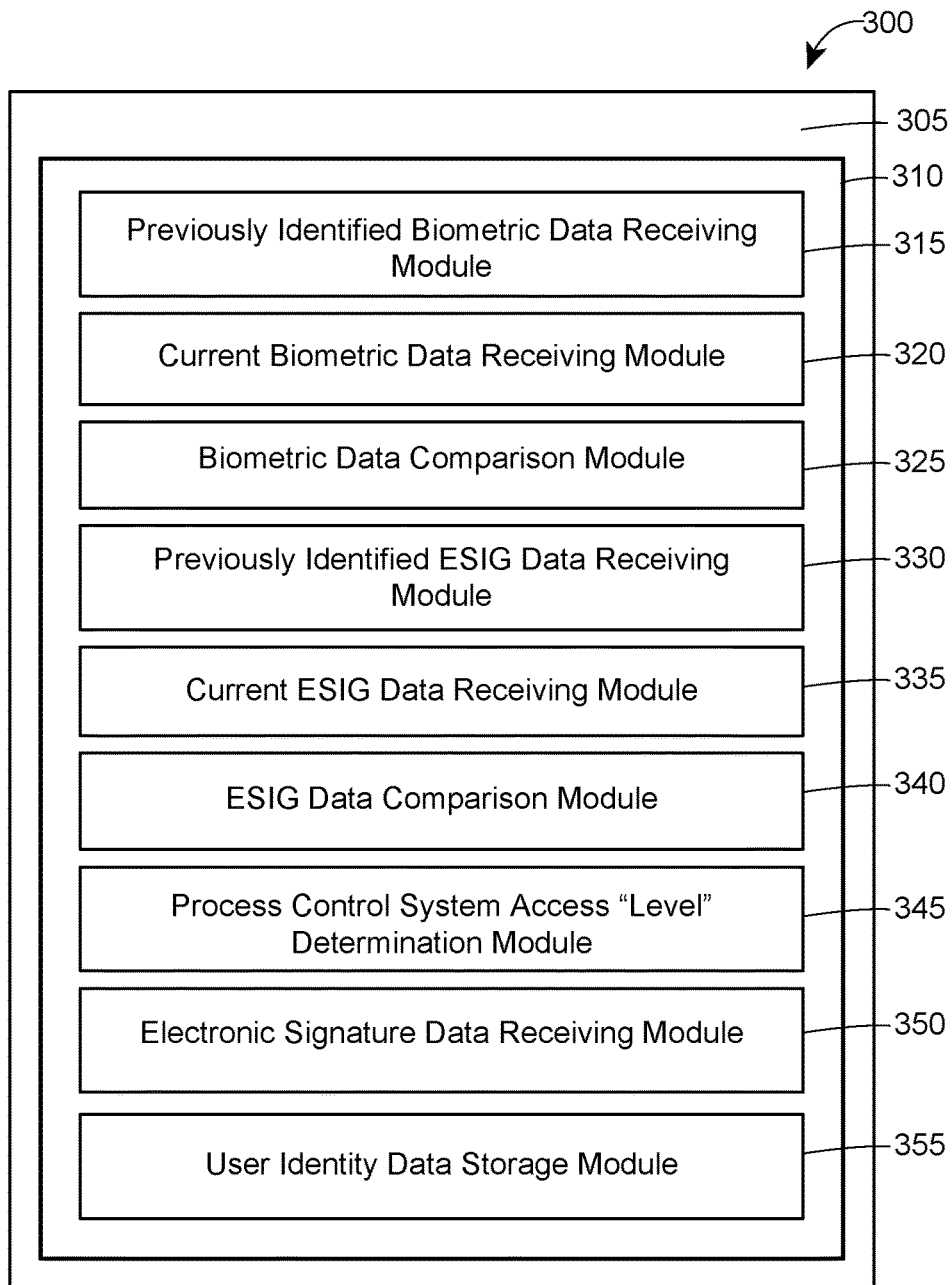 300
305
310
Previously Identified Biometric Data Receiving
Module
315
Current Biometric Data Receiving Module
320
Biometric Data Comparison Module
325
Previously Identified ESIG Data Receiving
Module
330
Current ESIG Data Receiving Module
335
ESIG Data Comparison Module
340
Process Control System Access “Level”
Determination Module
345
Electronic Signature Data Receiving Module
350
User Identity Data Storage Module
355